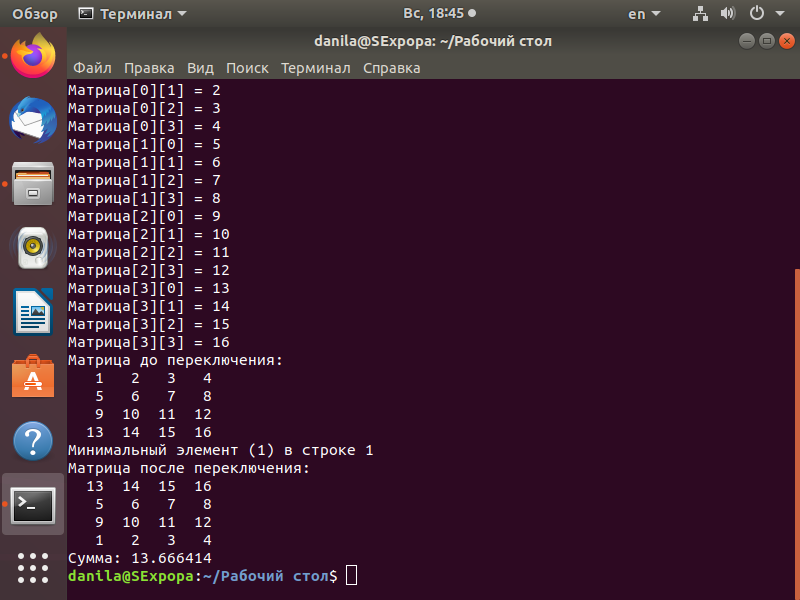 Обзор Терминал Вс, 18:45 en
danila@SExpopa: ~/Рабочий стол
Файл Правка Вид Поиск Терминал Справка
Матрица[0][1] = 2
Матрица[0][2] = 3
Матрица[0][3] = 4
Матрица[1][0] = 5
Матрица[1][1] = 6
Матрица[1][2] = 7
Матрица[1][3] = 8
Матрица[2][0] = 9
Матрица[2][1] = 10
Матрица[2][2] = 11
Матрица[2][3] = 12
Матрица[3][0] = 13
Матрица[3][1] = 14
Матрица[3][2] = 15
Матрица[3][3] = 16
Матрица до переключения:
1 2 3 4
5 6 7 8
9 10 11 12
13 14 15 16
Минимальный элемент (1) в строке 1
Матрица после переключения:
13 14 15 16
5 6 7 8
9 10 11 12
1 2 3 4
Сумма: 13.666414
danila@SExpopa:~/Рабочий стол$